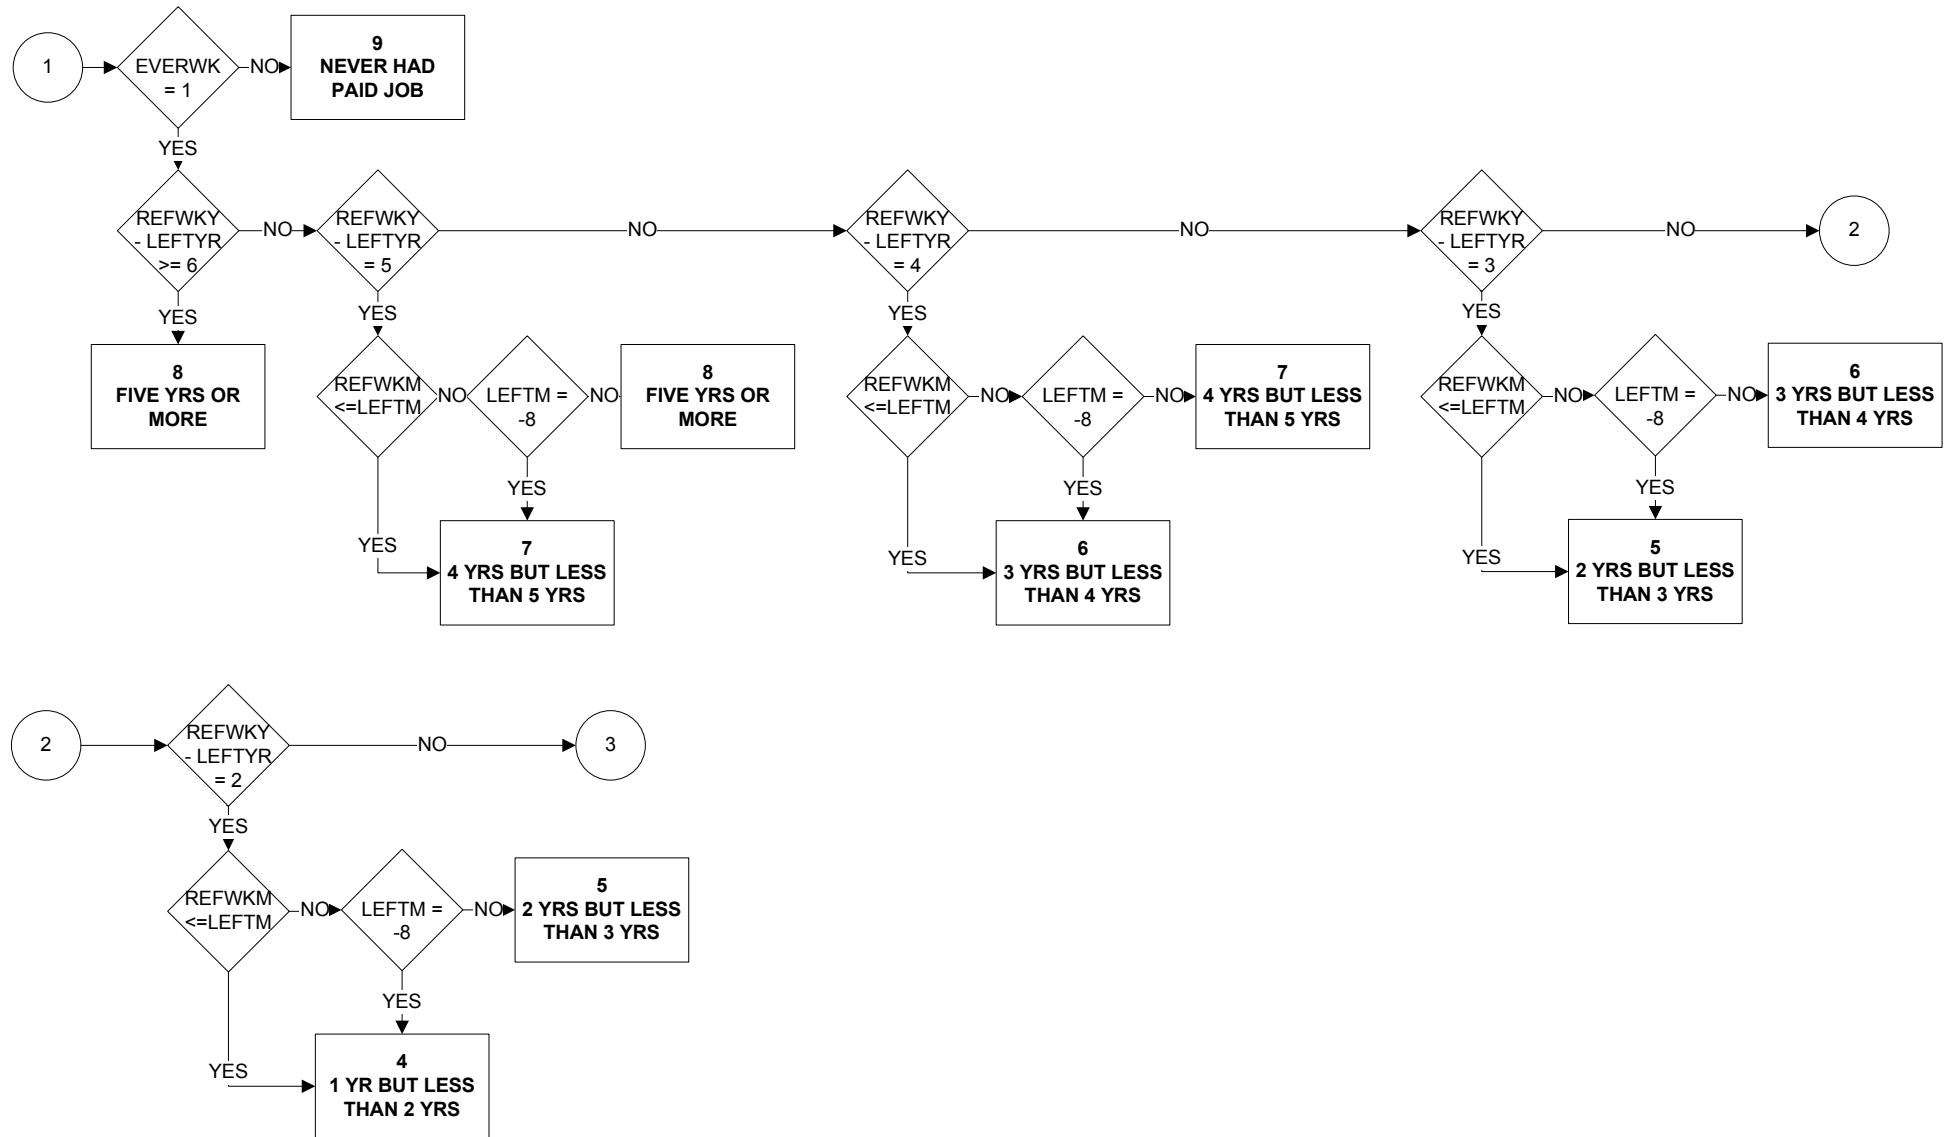 1
EVERWK
= 1
NO
9
NEVER HAD
PAID JOB
YES
REFWKY
- LEFTYR
>= 6
NO
REFWKY
- LEFTYR
= 5
NO
REFWKY
- LEFTYR
= 4
NO
REFWKY
- LEFTYR
= 3
NO
2
YES
8
FIVE YRS OR
MORE
YES
REFWKM
<=LEFTM
NO
LEFTM =
-8
NO
8
FIVE YRS OR
MORE
YES
YES
7
4 YRS BUT LESS
THAN 5 YRS
YES
REFWKM
<=LEFTM
NO
LEFTM =
-8
NO
7
4 YRS BUT LESS
THAN 5 YRS
YES
YES
6
3 YRS BUT LESS
THAN 4 YRS
YES
REFWKM
<=LEFTM
NO
LEFTM =
-8
NO
6
3 YRS BUT LESS
THAN 4 YRS
YES
YES
5
2 YRS BUT LESS
THAN 3 YRS
2
REFWKY
- LEFTYR
= 2
NO
3
YES
REFWKM
<=LEFTM
NO
LEFTM =
-8
NO
5
2 YRS BUT LESS
THAN 3 YRS
YES
YES
4
1 YR BUT LESS
THAN 2 YRS